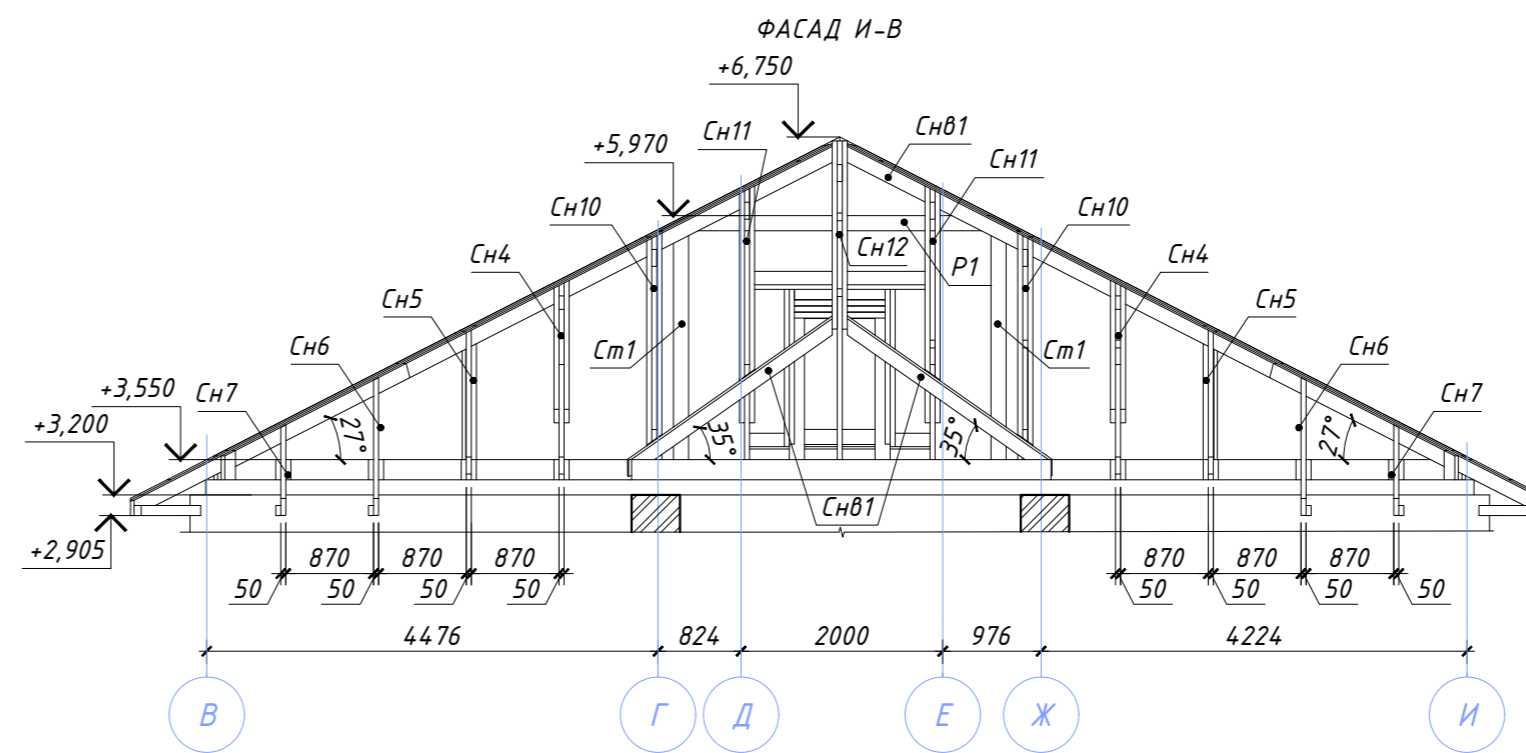 ФАСАД И-В
+6,750
+5,970
Сн11
Снв1
Сн11
Сн10
Сн10
Сн4
Сн12
Р1
Сн4
Сн5
Сн5
Сн6
Ст1
Ст1
Сн6
+3,550
Сн7
Сн7
+3,200
27°
35°
35°
27°
Снв1
+2,905
870
870
870
870
870
870
50
50
50
50
50
50
50
50
4476
824
2000
976
4224
В
Г
Д
Е
Ж
И